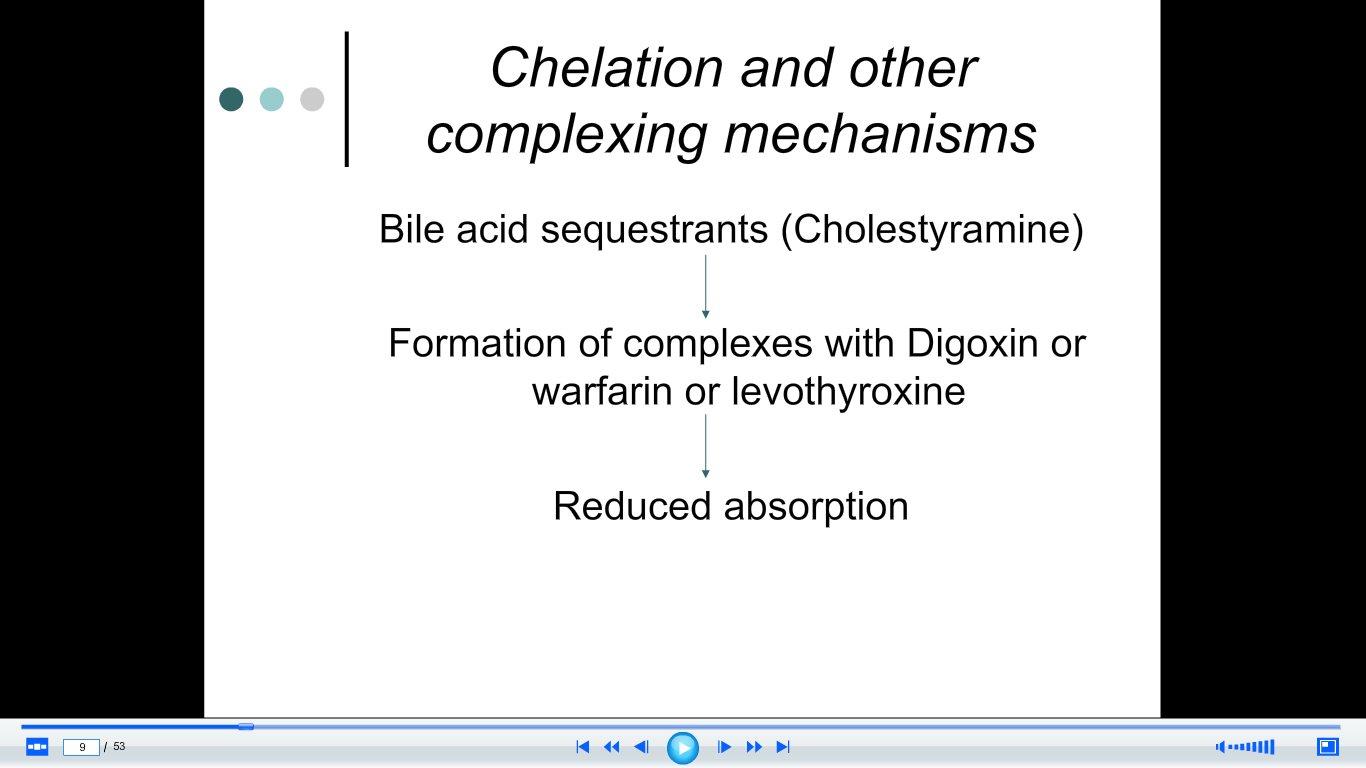 Chelation and other
complexing mechanisms
Bile acid sequestrants (Cholestyramine)
Formation of complexes with Digoxin or
warfarin or levothyroxine
Reduced absorption
9 / 53